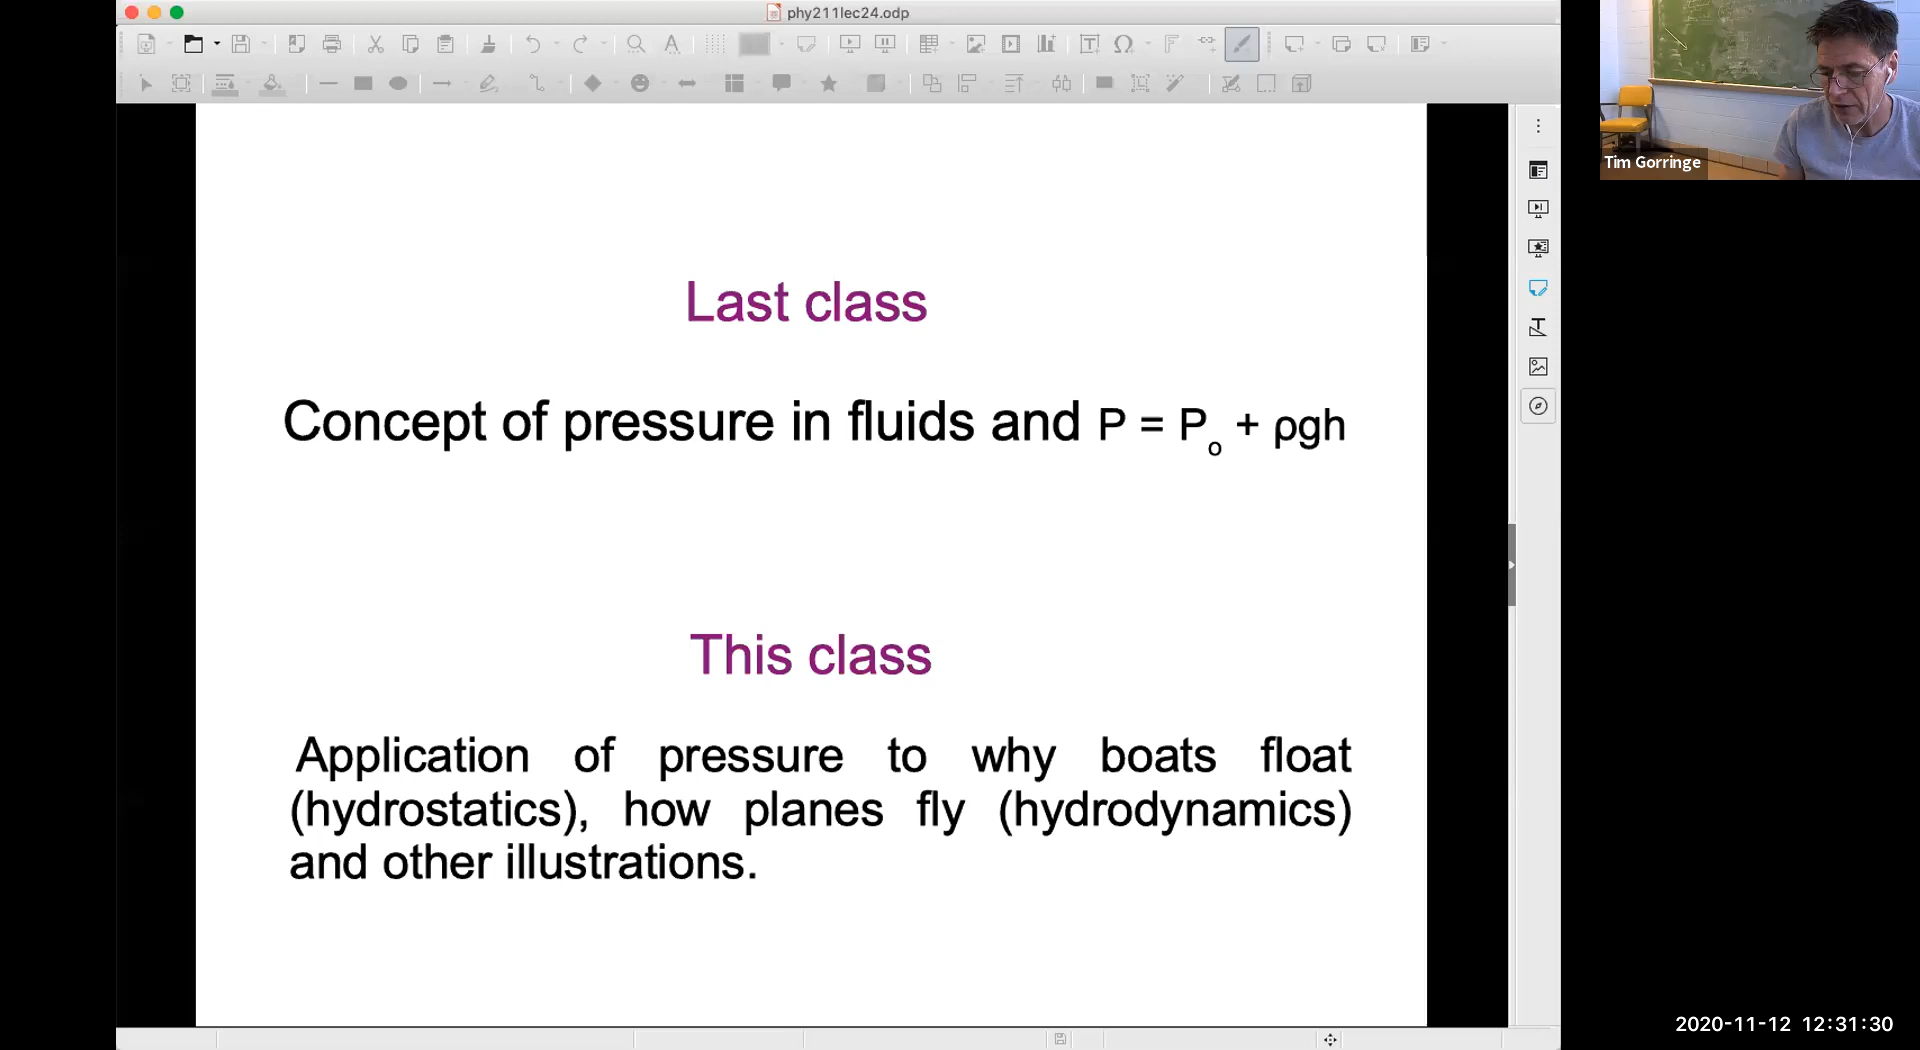 phy211lec24.odp
Tim Gorringe
Last class
Concept of pressure in fluids and P = Pₒ + ρgh
This class
Application of pressure to why boats float
(hydrostatics), how planes fly (hydrodynamics)
and other illustrations.
2020-11-12 12:31:30